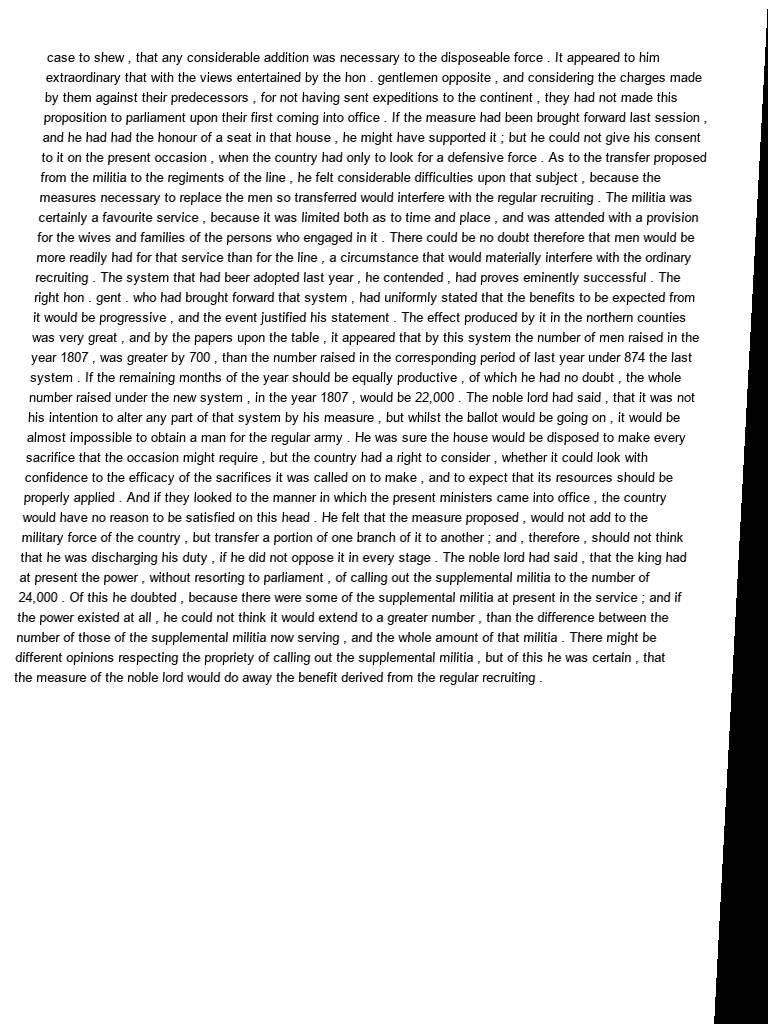 case to shew , that any considerable addition was necessary to the disposeable force . It appeared to him
extraordinary that with the views entertained by the hon . gentlemen opposite , and considering the charges made
by them against their predecessors , for not having sent expeditions to the continent , they had not made this
proposition to parliament upon their first coming into office . If the measure had been brought forward last session ,
and he had had the honour of a seat in that house , he might have supported it ; but he could not give his consent
to it on the present occasion , when the country had only to look for a defensive force . As to the transfer proposed
from the militia to the regiments of the line , he felt considerable difficulties upon that subject , because the
measures necessary to replace the men so transferred would interfere with the regular recruiting . The militia was
certainly a favourite service , because it was limited both as to time and place , and was attended with a provision
for the wives and families of the persons who engaged in it . There could be no doubt therefore that men would be
more readily had for that service than for the line , a circumstance that would materially interfere with the ordinary
recruiting . The system that had beer adopted last year , he contended , had proves eminently successful . The
right hon . gent . who had brought forward that system , had uniformly stated that the benefits to be expected from
it would be progressive , and the event justified his statement . The effect produced by it in the northern counties
was very great , and by the papers upon the table , it appeared that by this system the number of men raised in the
year 1807 , was greater by 700 , than the number raised in the corresponding period of last year under 874 the last
system . If the remaining months of the year should be equally productive , of which he had no doubt , the whole
number raised under the new system , in the year 1807 , would be 22,000 . The noble lord had said , that it was not
his intention to alter any part of that system by his measure , but whilst the ballot would be going on , it would be
almost impossible to obtain a man for the regular army . He was sure the house would be disposed to make every
sacrifice that the occasion might require , but the country had a right to consider , whether it could look with
confidence to the efficacy of the sacrifices it was called on to make , and to expect that its resources should be
properly applied . And if they looked to the manner in which the present ministers came into office , the country
would have no reason to be satisfied on this head . He felt that the measure proposed , would not add to the
military force of the country , but transfer a portion of one branch of it to another ; and , therefore , should not think
that he was discharging his duty , if he did not oppose it in every stage . The noble lord had said , that the king had
at present the power , without resorting to parliament , of calling out the supplemental militia to the number of
24,000 . Of this he doubted , because there were some of the supplemental militia at present in the service ; and if
the power existed at all , he could not think it would extend to a greater number , than the difference between the
number of those of the supplemental militia now serving , and the whole amount of that militia . There might be
different opinions respecting the propriety of calling out the supplemental militia , but of this he was certain , that
the measure of the noble lord would do away the benefit derived from the regular recruiting .